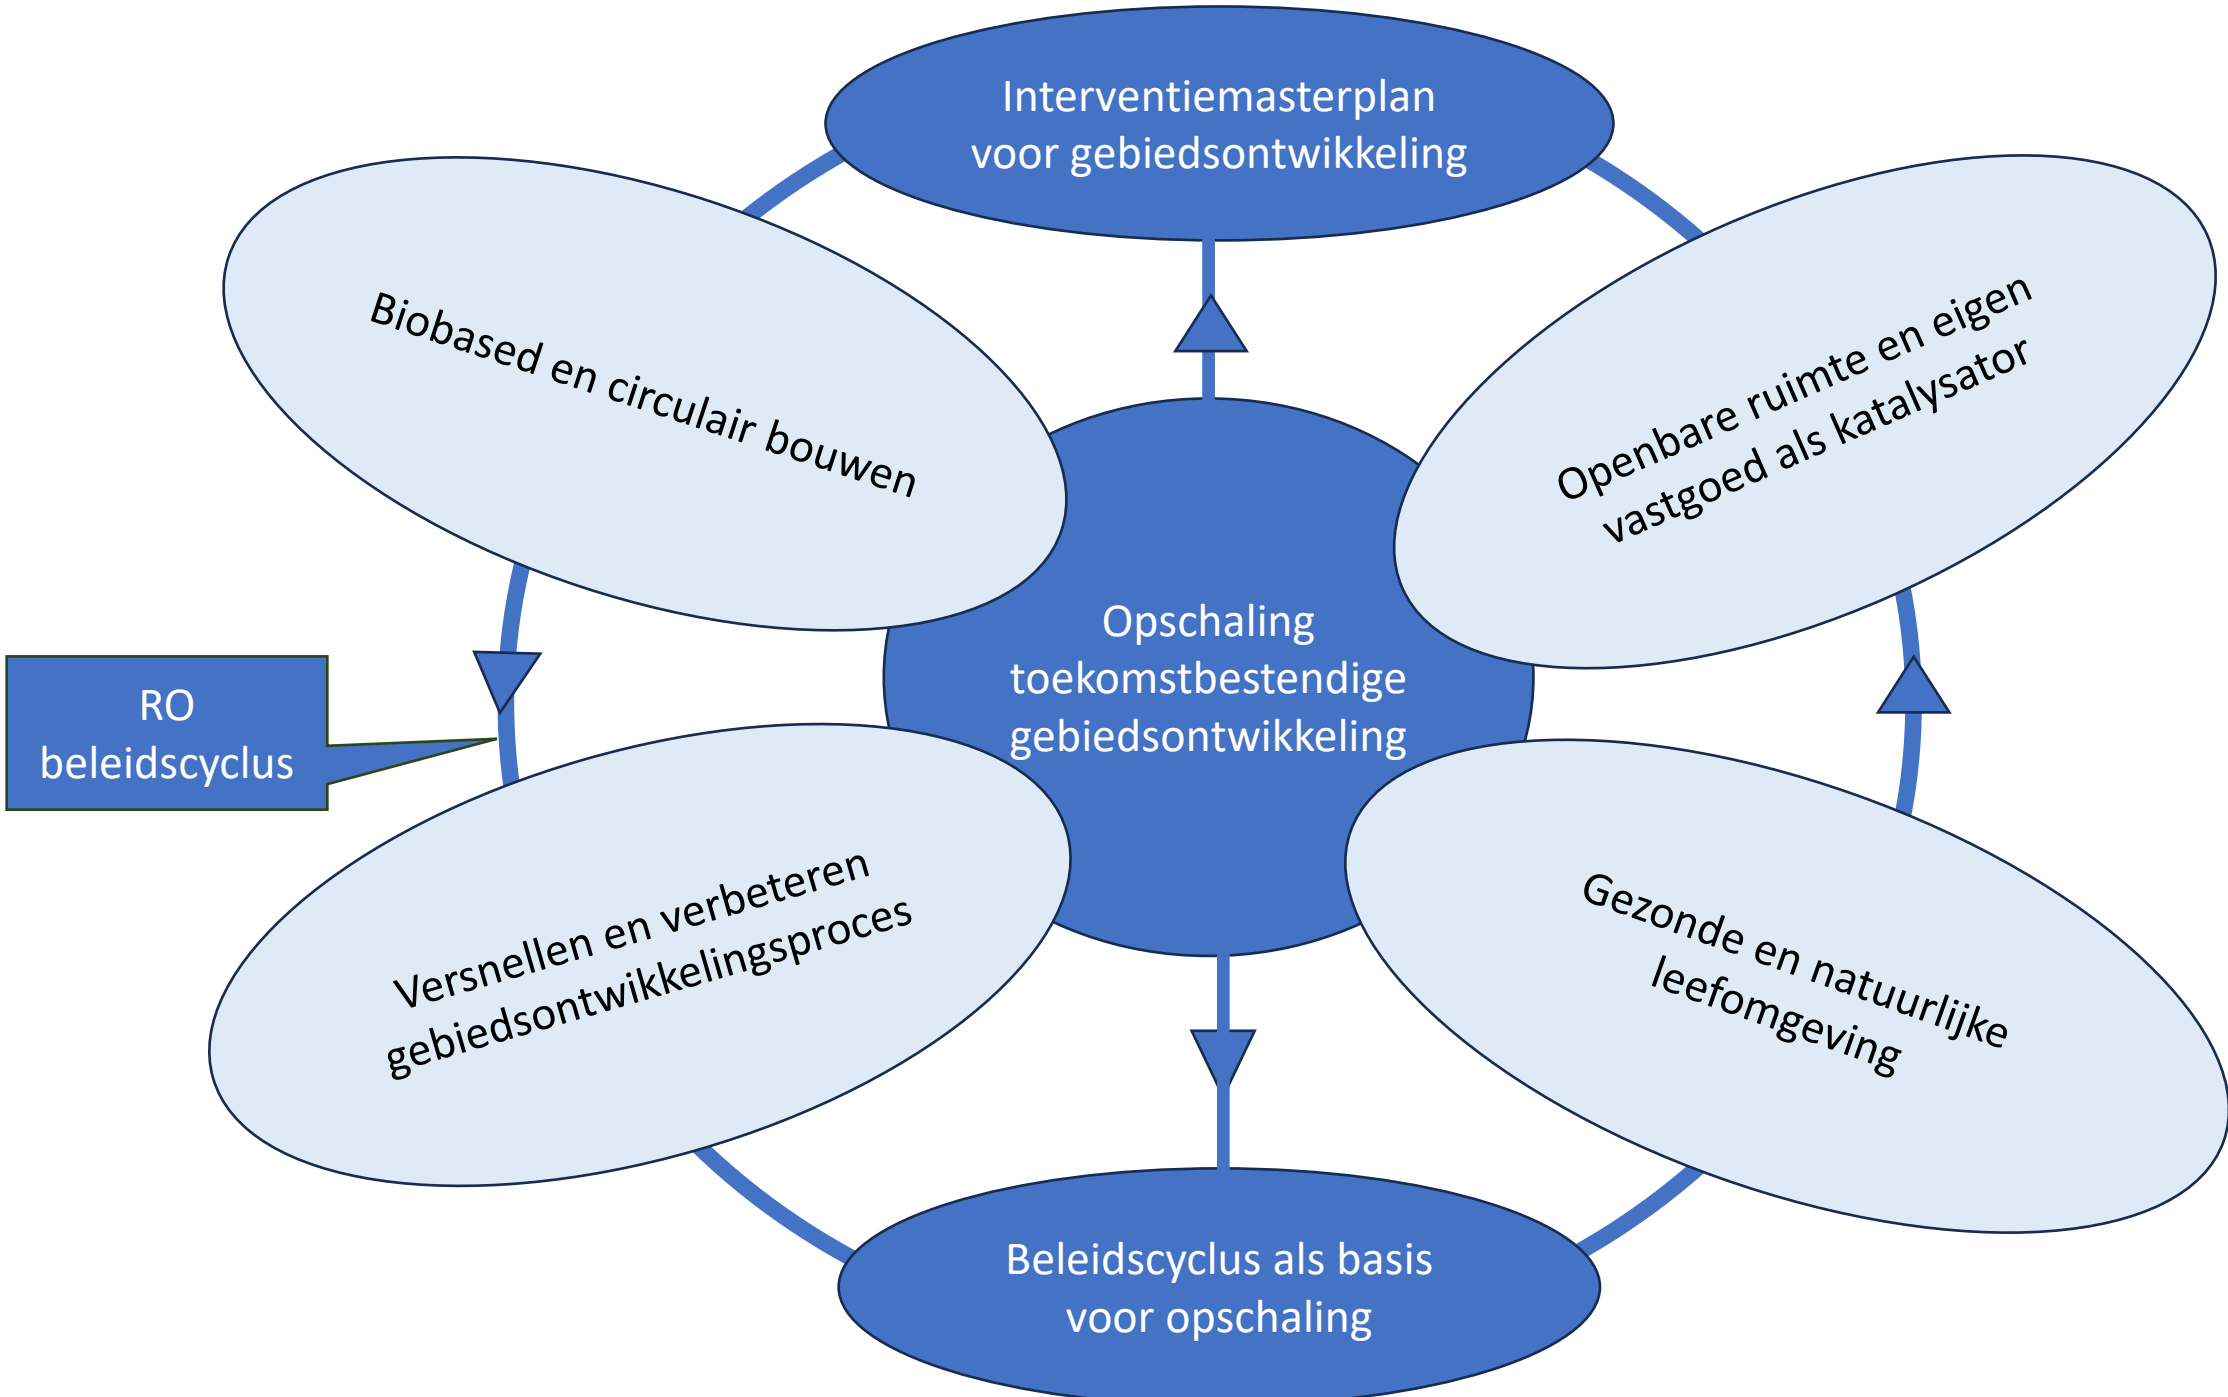 Interventiemasterplan
voor gebiedsontwikkeling
Biobased en circulair bouwen
Openbare ruimte en eigen
vastgoed als katalysator
Opschaling
toekomstbestendige
gebiedsontwikkeling
RO
beleidscyclus
Versnellen en verbeteren
gebiedsontwikkelingsproces
Gezonde en natuurlijke
leefomgeving
Beleidscyclus als basis
voor opschaling